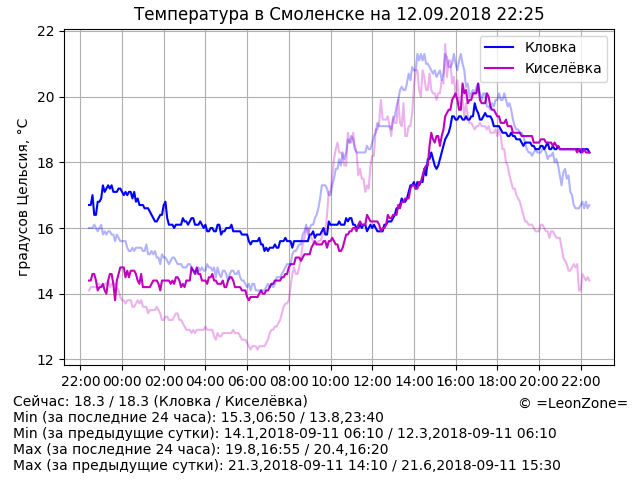 Температура в Смоленске на 12.09.2018 22:25
22
20
18
16
14
12
градусов Цельсия, °C
Кловка
Киселёвка
22:00 00:00 02:00 04:00 06:00 08:00 10:00 12:00 14:00 16:00 18:00 20:00 22:00
Сейчас: 18.3 / 18.3 (Кловка / Киселёвка)
© =LeonZone=
Min (за последние 24 часа): 15.3,06:50 / 13.8,23:40
Min (за предыдущие сутки): 14.1,2018-09-11 06:10 / 12.3,2018-09-11 06:10
Max (за последние 24 часа): 19.8,16:55 / 20.4,16:20
Max (за предыдущие сутки): 21.3,2018-09-11 14:10 / 21.6,2018-09-11 15:30